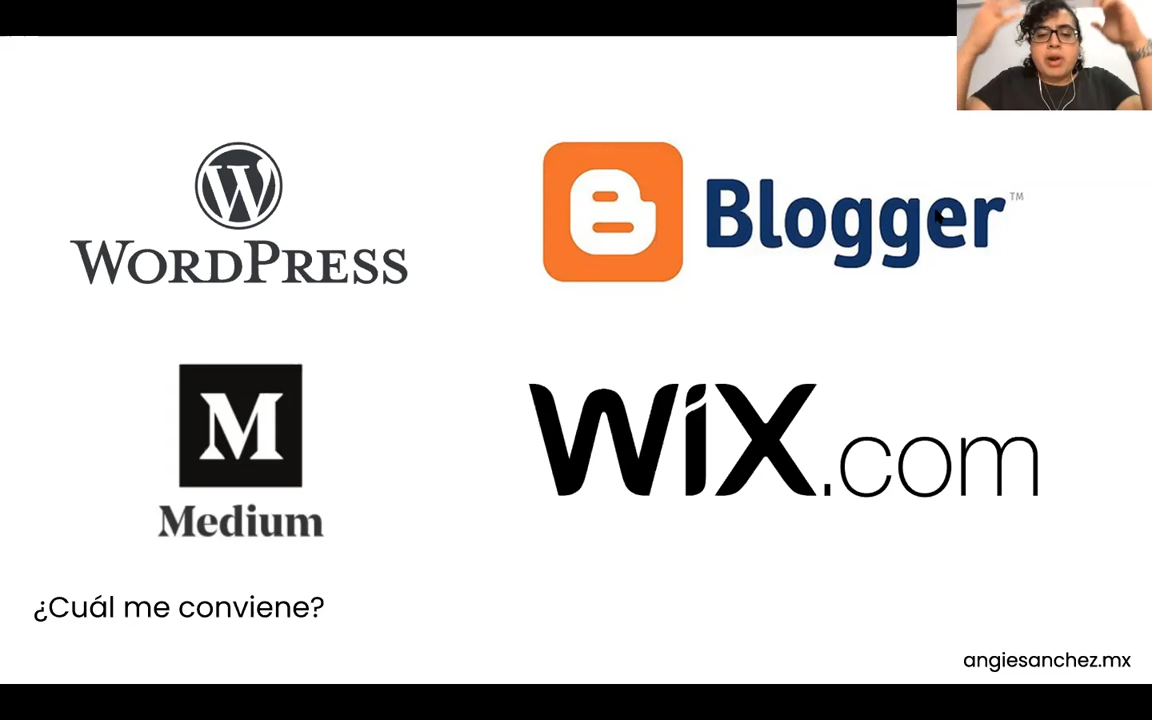 WORDPRESS
Blogger™
M
Medium
WiX.com
¿Cuál me conviene?
angiesanchez.mx